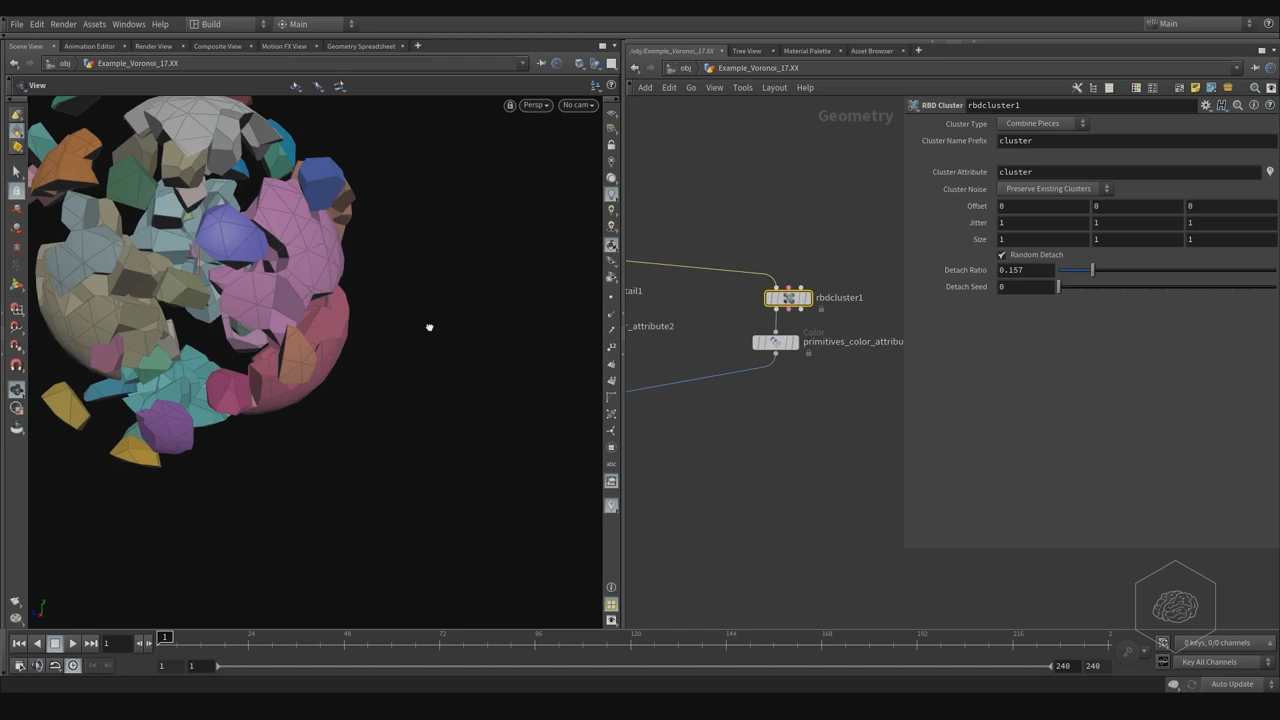 File Edit Render Assets Windows Help Build Main Main
Scene View Animation Editor Render View Composite View Motion FX View Geometry Spreadsheet
obj Example_Voronoi_17.XX
View
Persp No cam
/obj/Example_Voronoi_17.XX Tree View Material Palette Asset Browser
obj Example_Voronoi_17.XX
Add Edit Go View Tools Layout Help
Geometry
RBD Cluster rbdcluster1
Cluster Type Combine Pieces
Cluster Name Prefix cluster
Cluster Attribute cluster
Cluster Noise Preserve Existing Clusters
Offset 0 0 0
Jitter 1 1 1
Size 1 1 1
Random Detach
Detach Ratio 0.157
Detach Seed 0
tail1
rbdcluster1
_attribute2
Color
primitives_color_attribu
abc
y
1 1 24 48 72 96 120 144 168 192 216 2
1 1 240 240
0 keys, 0/0 channels
Key All Channels
Auto Update